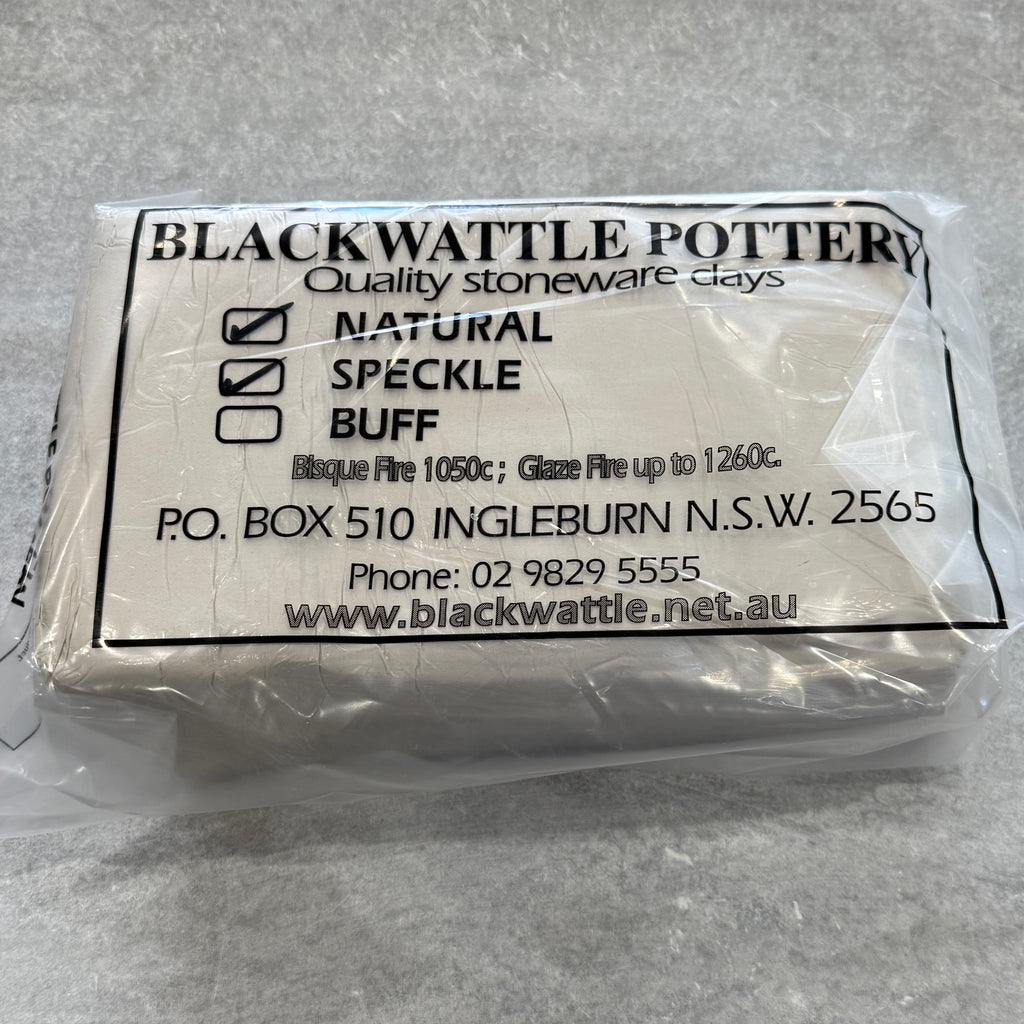 BLACKWATTLE POTTERY
Quality stoneware clays
NATURAL
SPECKLE
BUFF
Bisque Fire 1050c ; Glaze Fire up to 1260c.
P.O. BOX 510 INGLEBURN N.S.W. 2565
Phone: 02 9829 5555
www.blackwattle.net.au